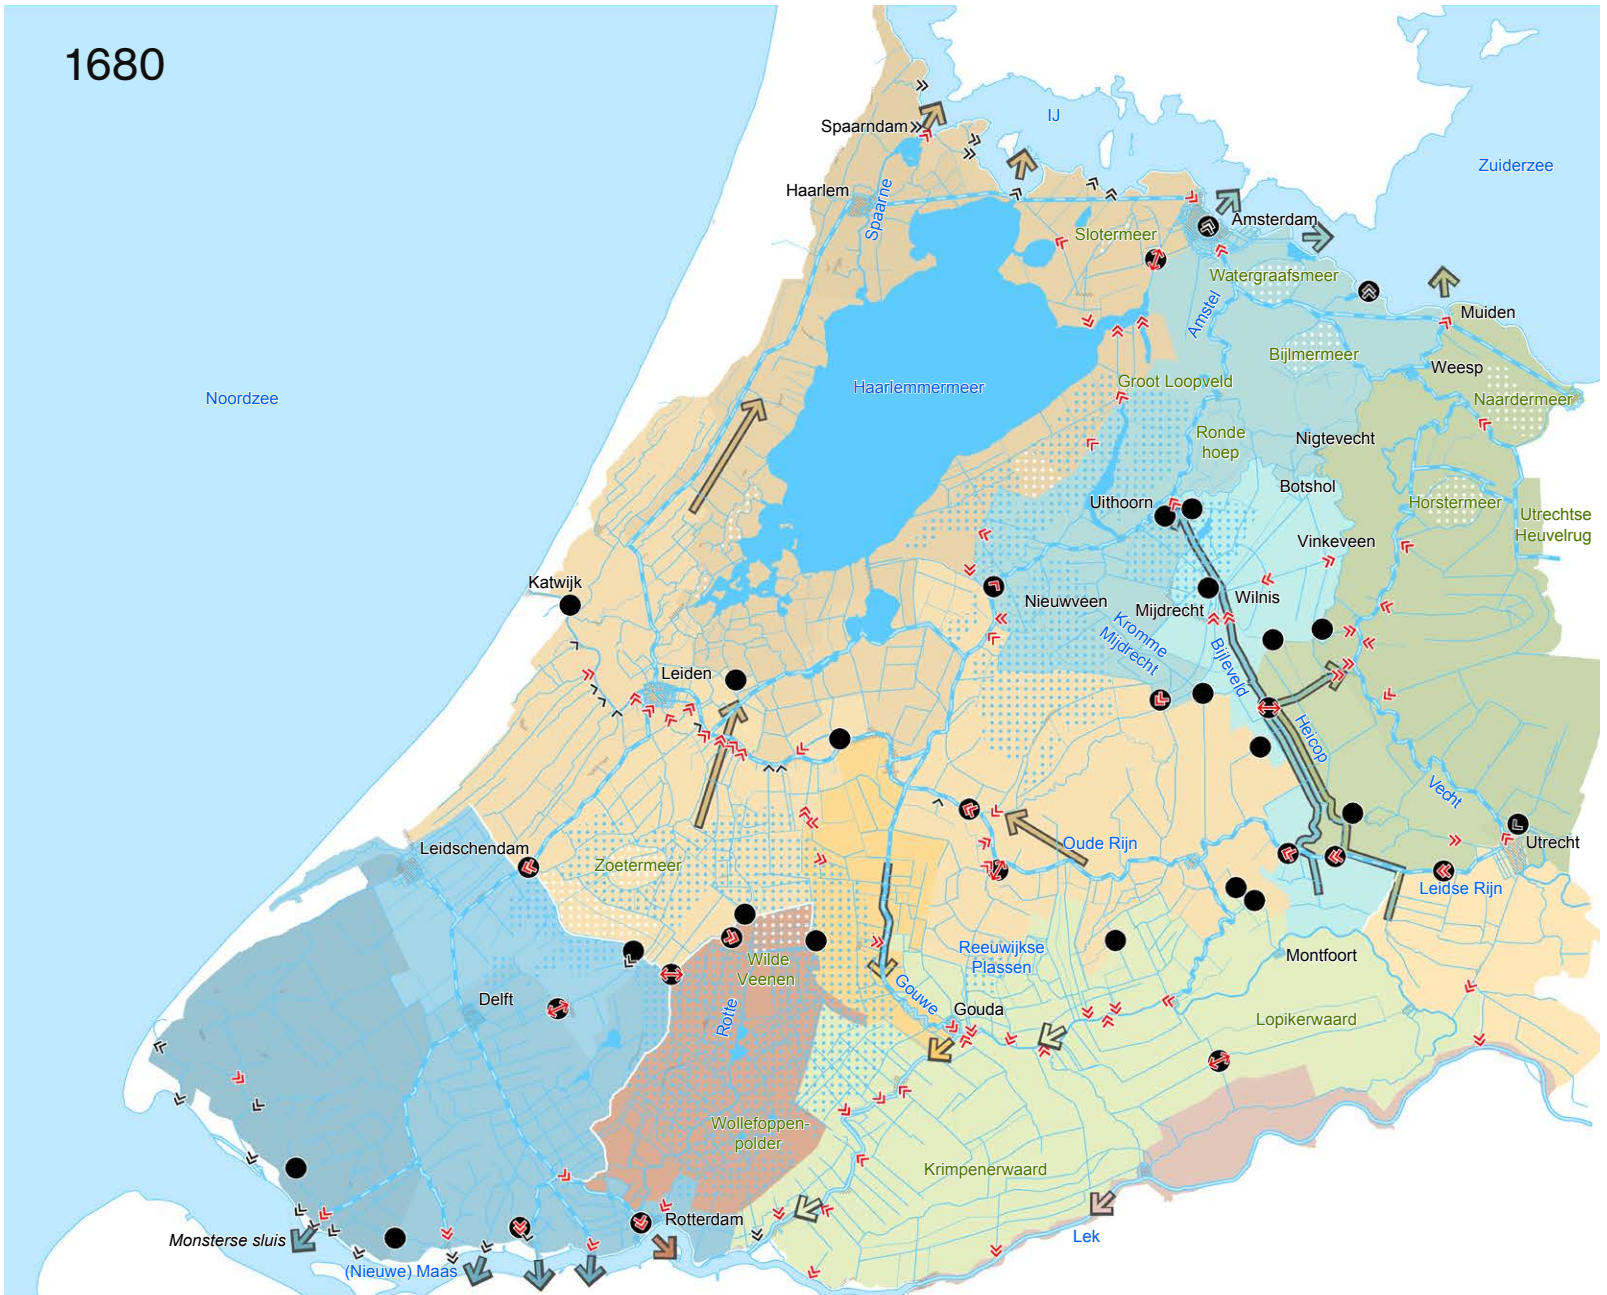 1680
IJ
Spaarndam
Zuiderzee
Haarlem
Spaarne
Amsterdam
Slotermeer
Watergraafsmeer
Amstel
Muiden
Bijlmermeer
Weesp
Groot Loopveld
Naardermeer
Haarlemmermeer
Noordzee
Ronde
hoep
Nigtevecht
Botshol
Uithoorn
Horstermeer
Utrechtse
Heuvelrug
Vinkeveen
Katwijk
Nieuwveen
Mijdrecht
Wilnis
Kromme
Mijdrecht
Bijleveld
Leiden
Heicop
Vecht
Leidschendam
Zoetermeer
Oude Rijn
Utrecht
Leidse Rijn
Wilde
Veenen
Reeuwijkse
Plassen
Montfoort
Delft
Rotte
Gouwe
Gouda
Lopikerwaard
Wollefoppen-
polder
Krimpenerwaard
Monsterse sluis
Rotterdam
Lek
(Nieuwe) Maas